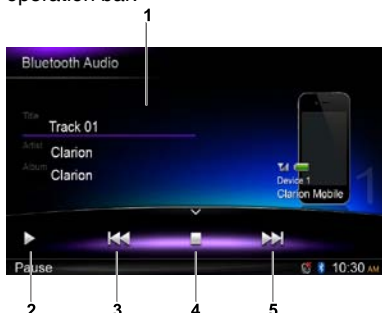 operation bar.
1
Bluetooth Audio
Title
Track 01
Artist
Clarion
Album
Clarion
Device 1
Clarion Mobile
1
Pause
10:30 AM
2 3 4 5